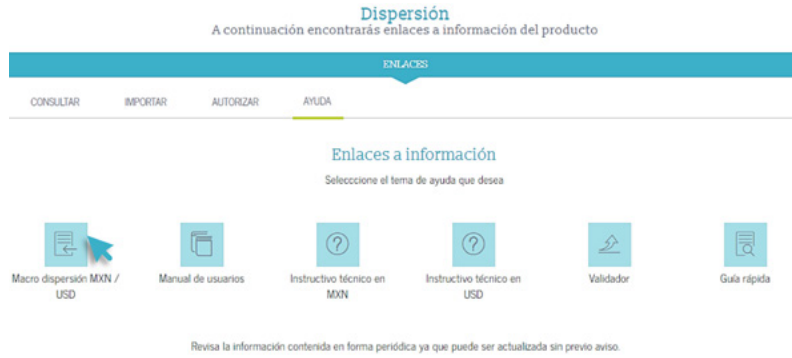 Dispersión
A continuación encontrarás enlaces a información del producto
ENLACES
CONSULTAR IMPORTAR AUTORIZAR AYUDA
Enlaces a información
Selecccione el tema de ayuda que desea
Macro dispersión MXN / Manual de usuarios Instructivo técnico en Instructivo técnico en Validador Guía rápida
USD MXN USD
Revisa la información contenida en forma periódica ya que puede ser actualizada sin previo aviso.